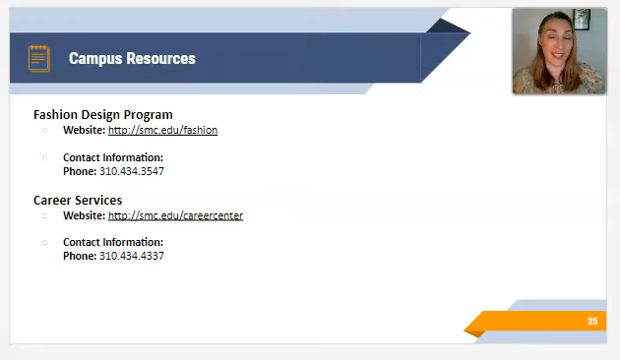 Campus Resources
Fashion Design Program
Website: http://smc.edu/fashion
Contact Information:
Phone: 310.434.3547
Career Services
Website: http://smc.edu/careercenter
Contact Information:
Phone: 310.434.4337
25